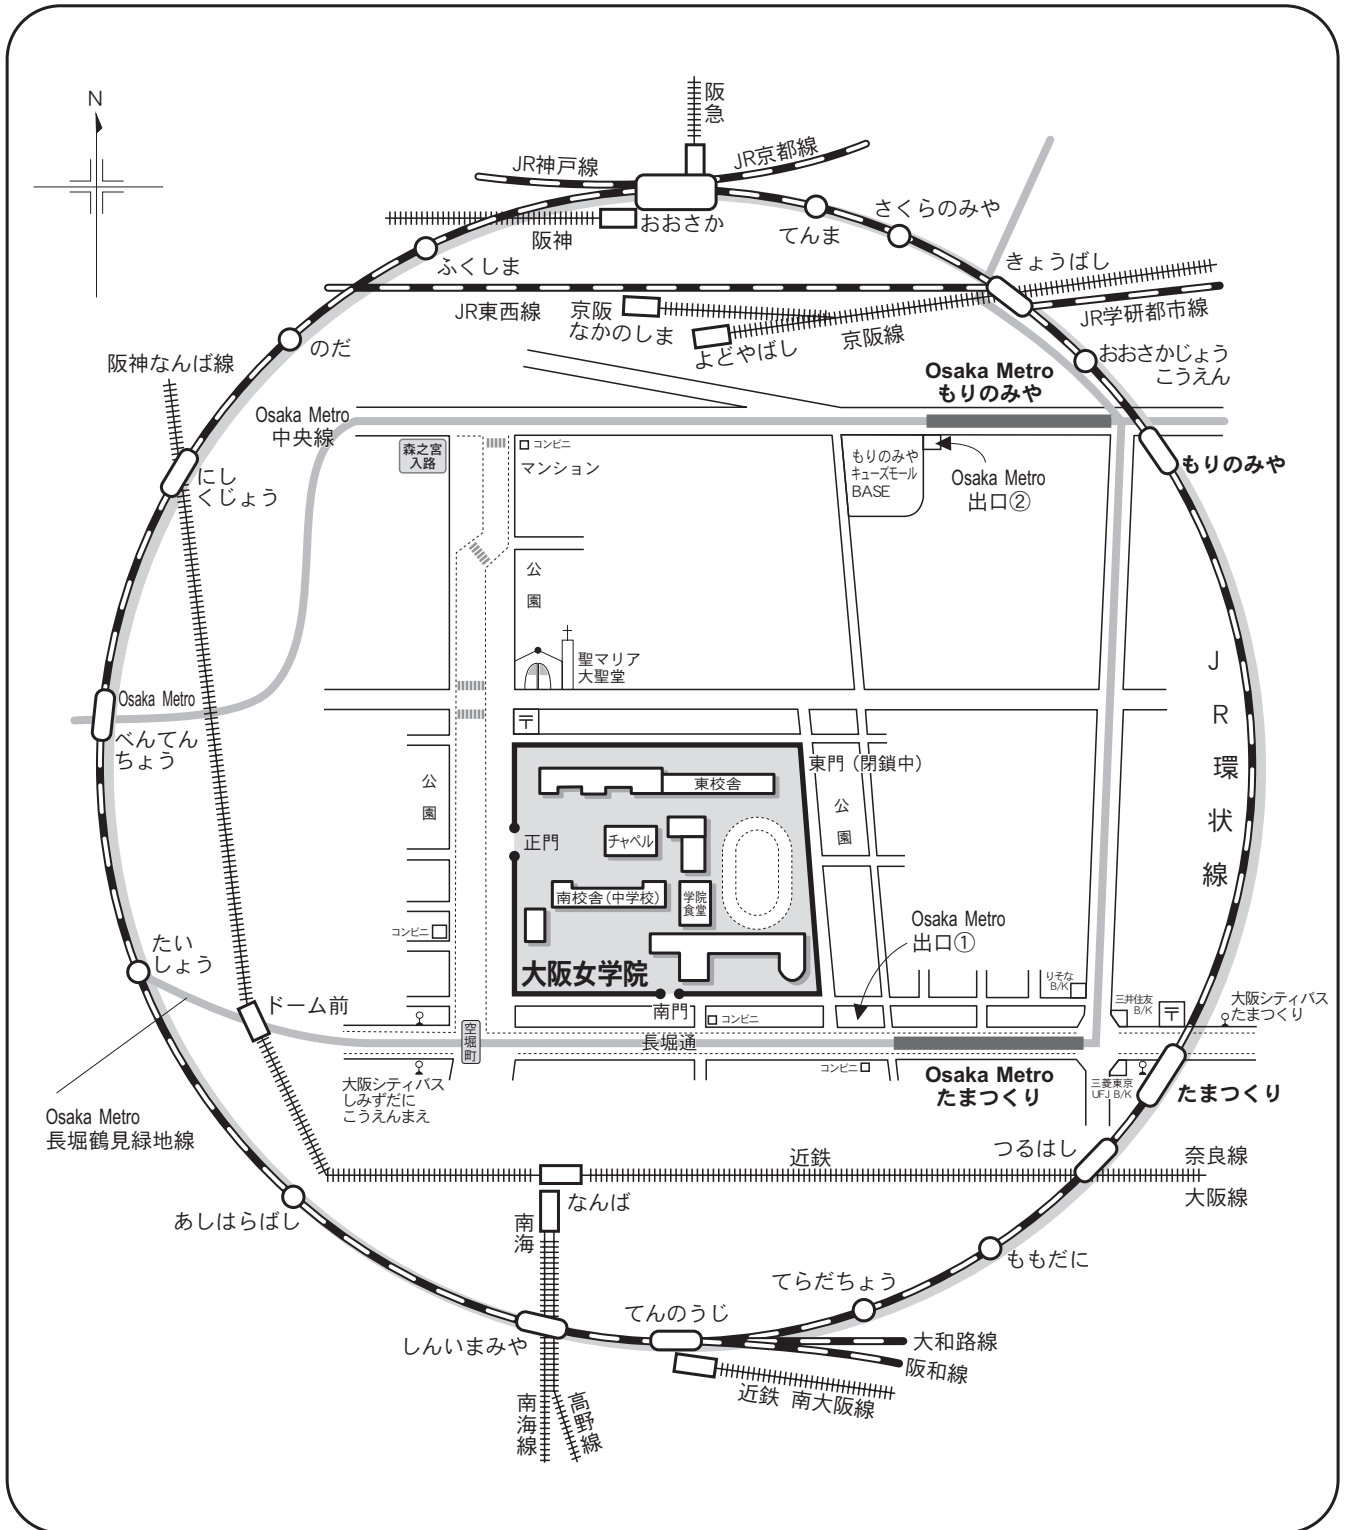 N
阪急
JR神戸線
JR京都線
おおさか
阪神
てんま
さくらのみや
ふくしま
きょうばし
JR東西線
京阪
なかのしま
よどやばし
京阪線
JR学研都市線
のだ
おおさかじょう
こうえん
阪神なんば線
Osaka Metro
もりのみや
Osaka Metro
中央線
森之宮
入路
コンビニ
マンション
もりのみや
キューズモール
BASE
Osaka Metro
出口②
もりのみや
にし
くじょう
公園
聖マリア
大聖堂
JR環状線
Osaka Metro
べんてん
ちょう
〒
東門（閉鎖中）
東校舎
公園
公園
正門
チャペル
南校舎（中学校）
学院
食堂
コンビニ
Osaka Metro
出口①
たい
しょう
大阪女学院
りそな
B/K
ドーム前
南門
コンビニ
三井住友
B/K
〒
大阪シティバス
たまつくり
空堀町
長堀通
大阪シティバス
しみずだに
こうえんまえ
コンビニ
Osaka Metro
たまつくり
三菱東京
UFJ B/K
たまつくり
Osaka Metro
長堀鶴見緑地線
つるはし
近鉄
奈良線
大阪線
なんば
あしはらばし
南海
ももだに
てらだちょう
てんのうじ
しんいまみや
大和路線
阪和線
近鉄 南大阪線
南海線
高野線